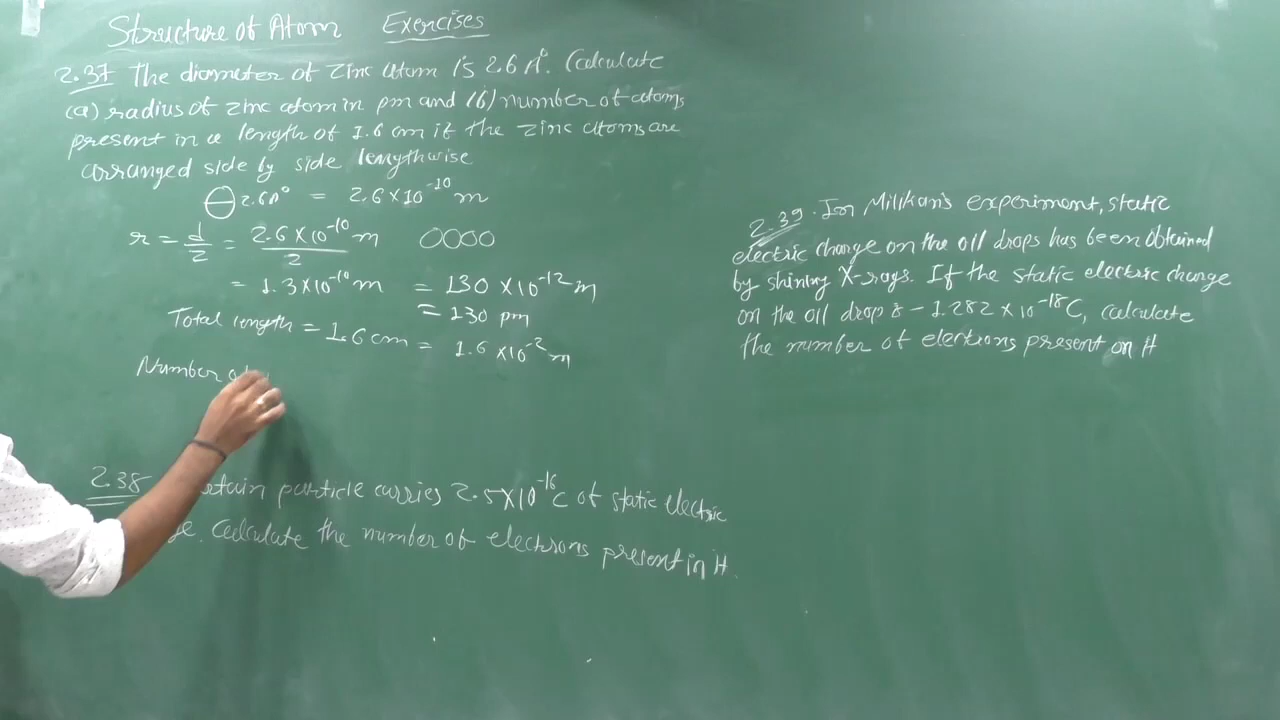 Structure of Atom Exercises
2.37 The diameter of Zinc atom is 2.6 A°. Calculate
(a) radius of zinc atom in pm and (b) number of atoms
present in a length of 1.6 cm if the zinc atoms are
arranged side by side lengthwise
2.6A° = 2.6×10⁻¹⁰ m
r = d/2 = 2.6×10⁻¹⁰ m / 2
= 1.3×10⁻¹⁰ m = 130 ×10⁻¹² m
= 130 pm
Total length = 1.6 cm = 1.6 ×10⁻² m
Number
2.38 particle carries 2.5×10⁻¹⁶ C of static electric
Calculate the number of electrons present in it.
2.39. In Millikan's experiment, static
electric charge on the oil drops has been obtained
by shining X-rays. If the static electric charge
on the oil drop is -1.282 × 10⁻¹⁸C, calculate
the number of electrons present on it